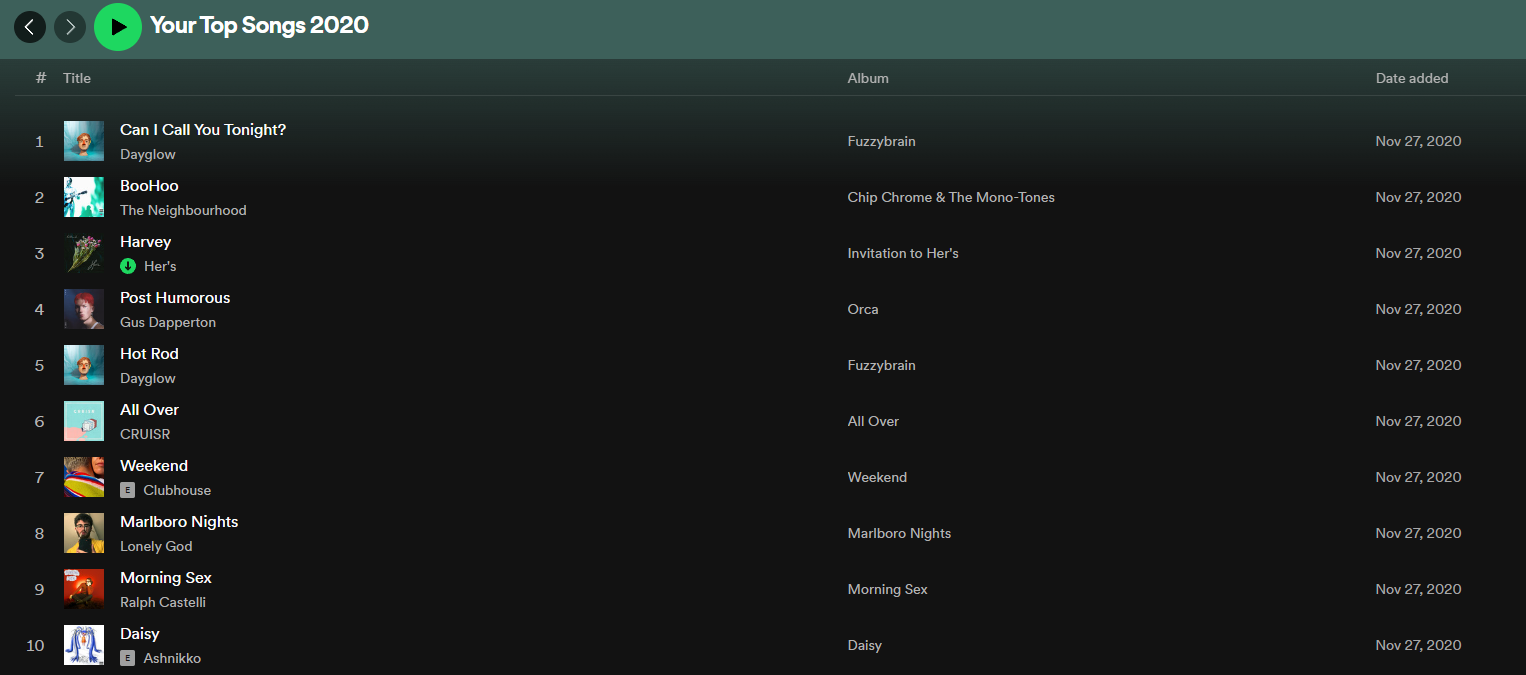 Your Top Songs 2020
# Title Album Date added
1 Can I Call You Tonight? Fuzzybrain Nov 27, 2020
Dayglow
2 BooHoo Chip Chrome & The Mono-Tones Nov 27, 2020
The Neighbourhood
3 Harvey Invitation to Her's Nov 27, 2020
Her's
4 Post Humorous Orca Nov 27, 2020
Gus Dapperton
5 Hot Rod Fuzzybrain Nov 27, 2020
Dayglow
6 All Over All Over Nov 27, 2020
CRUISR
7 Weekend Weekend Nov 27, 2020
E Clubhouse
8 Marlboro Nights Marlboro Nights Nov 27, 2020
Lonely God
9 Morning Sex Morning Sex Nov 27, 2020
Ralph Castelli
10 Daisy Daisy Nov 27, 2020
E Ashnikko